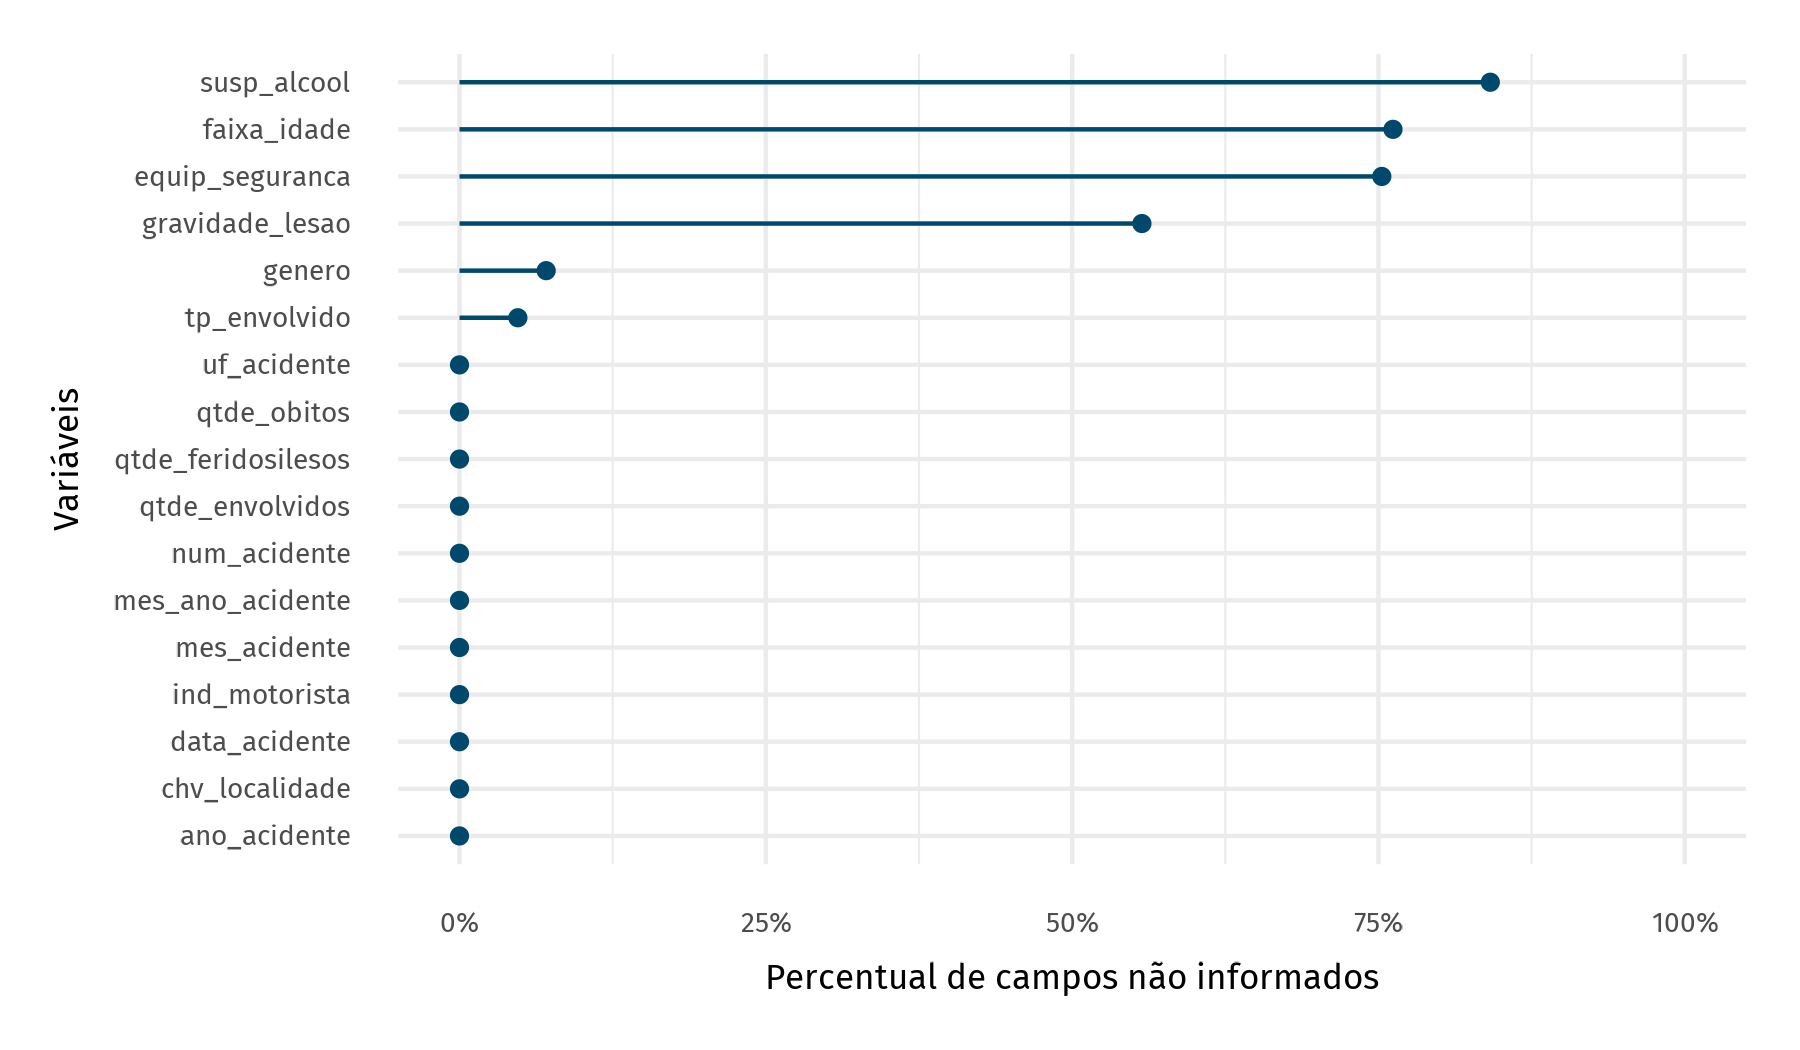 susp_alcool
faixa_idade
equip_seguranca
gravidade_lesao
genero
tp_envolvido
uf_acidente
qtde_obitos
qtde_feridosilesos
qtde_envolvidos
num_acidente
mes_ano_acidente
mes_acidente
ind_motorista
data_acidente
chv_localidade
ano_acidente
Variáveis
0% 25% 50% 75% 100%
Percentual de campos não informados